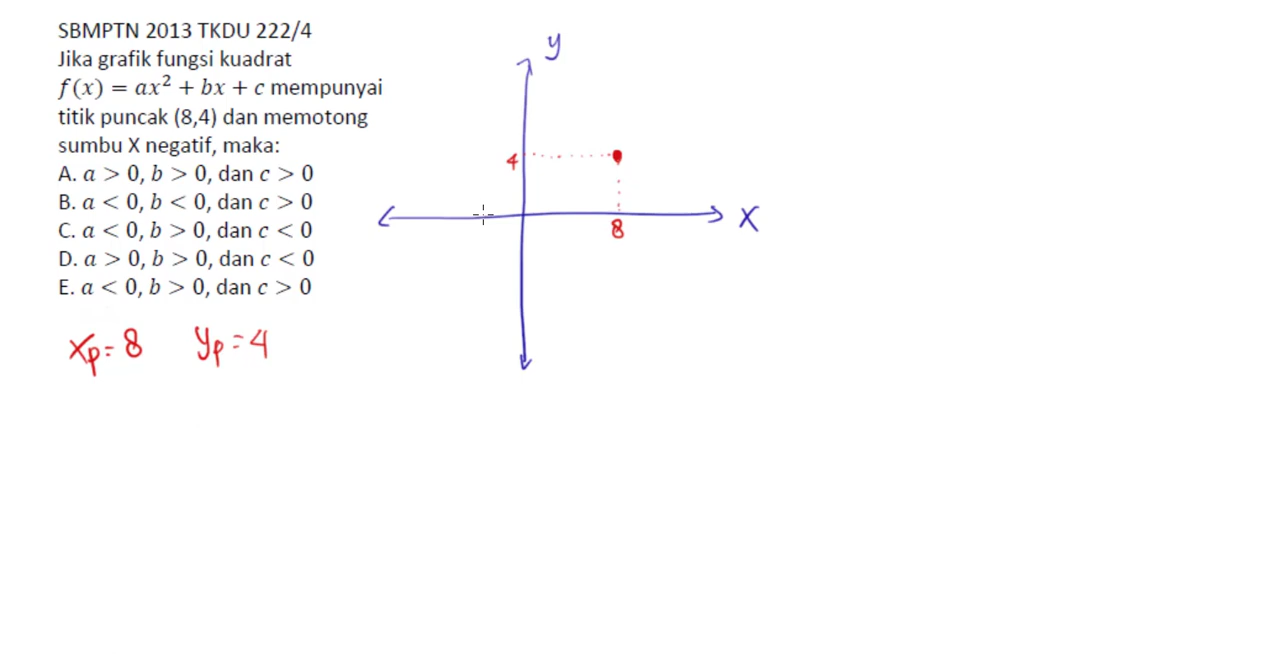 SBMPTN 2013 TKDU 222/4
Jika grafik fungsi kuadrat
f(x) = ax² + bx + c mempunyai
titik puncak (8,4) dan memotong
sumbu X negatif, maka:
A. a > 0, b > 0, dan c > 0
B. a < 0, b < 0, dan c > 0
C. a < 0, b > 0, dan c < 0
D. a > 0, b > 0, dan c < 0
E. a < 0, b > 0, dan c > 0
xp = 8 yp = 4
y
4
X
8